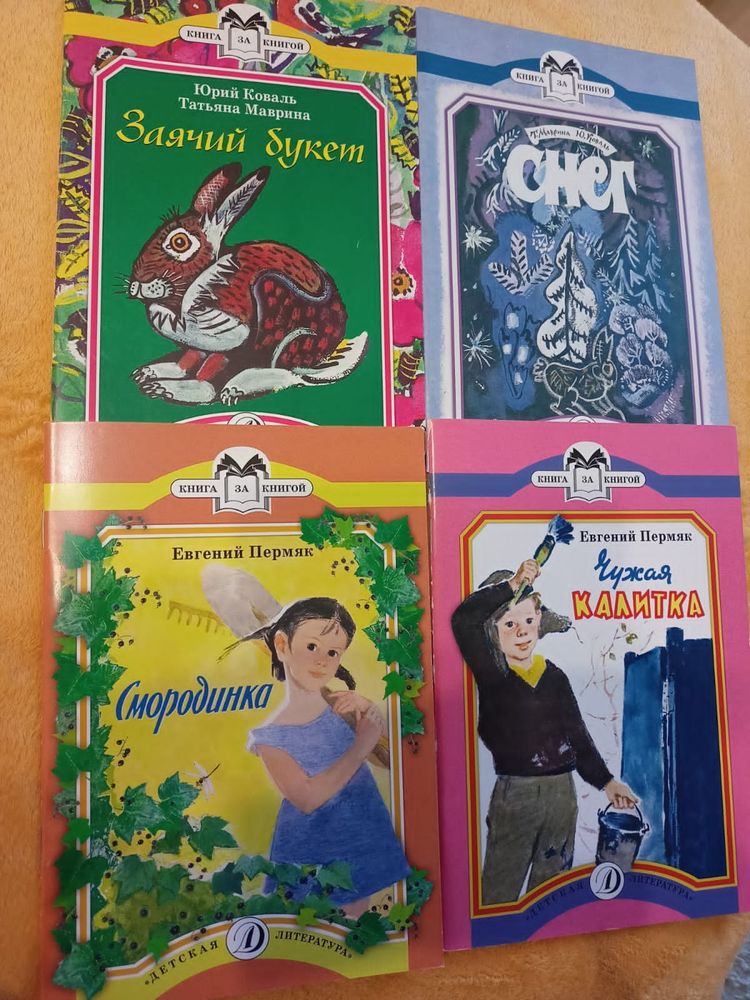 КНИГА ЗА КНИГОЙ
Юрий Коваль
Татьяна Маврина
Заячий букет
КНИГА ЗА КНИГОЙ
Т. Маврина Ю. Коваль
СНЕГ
КНИГА ЗА КНИГОЙ
Евгений Пермяк
Смородинка
"ДЕТСКАЯ Д ЛИТЕРАТУРА"
КНИГА ЗА КНИГОЙ
Евгений Пермяк
Чужая
КАЛИТКА
"ДЕТСКАЯ Д ЛИТЕРАТУРА"